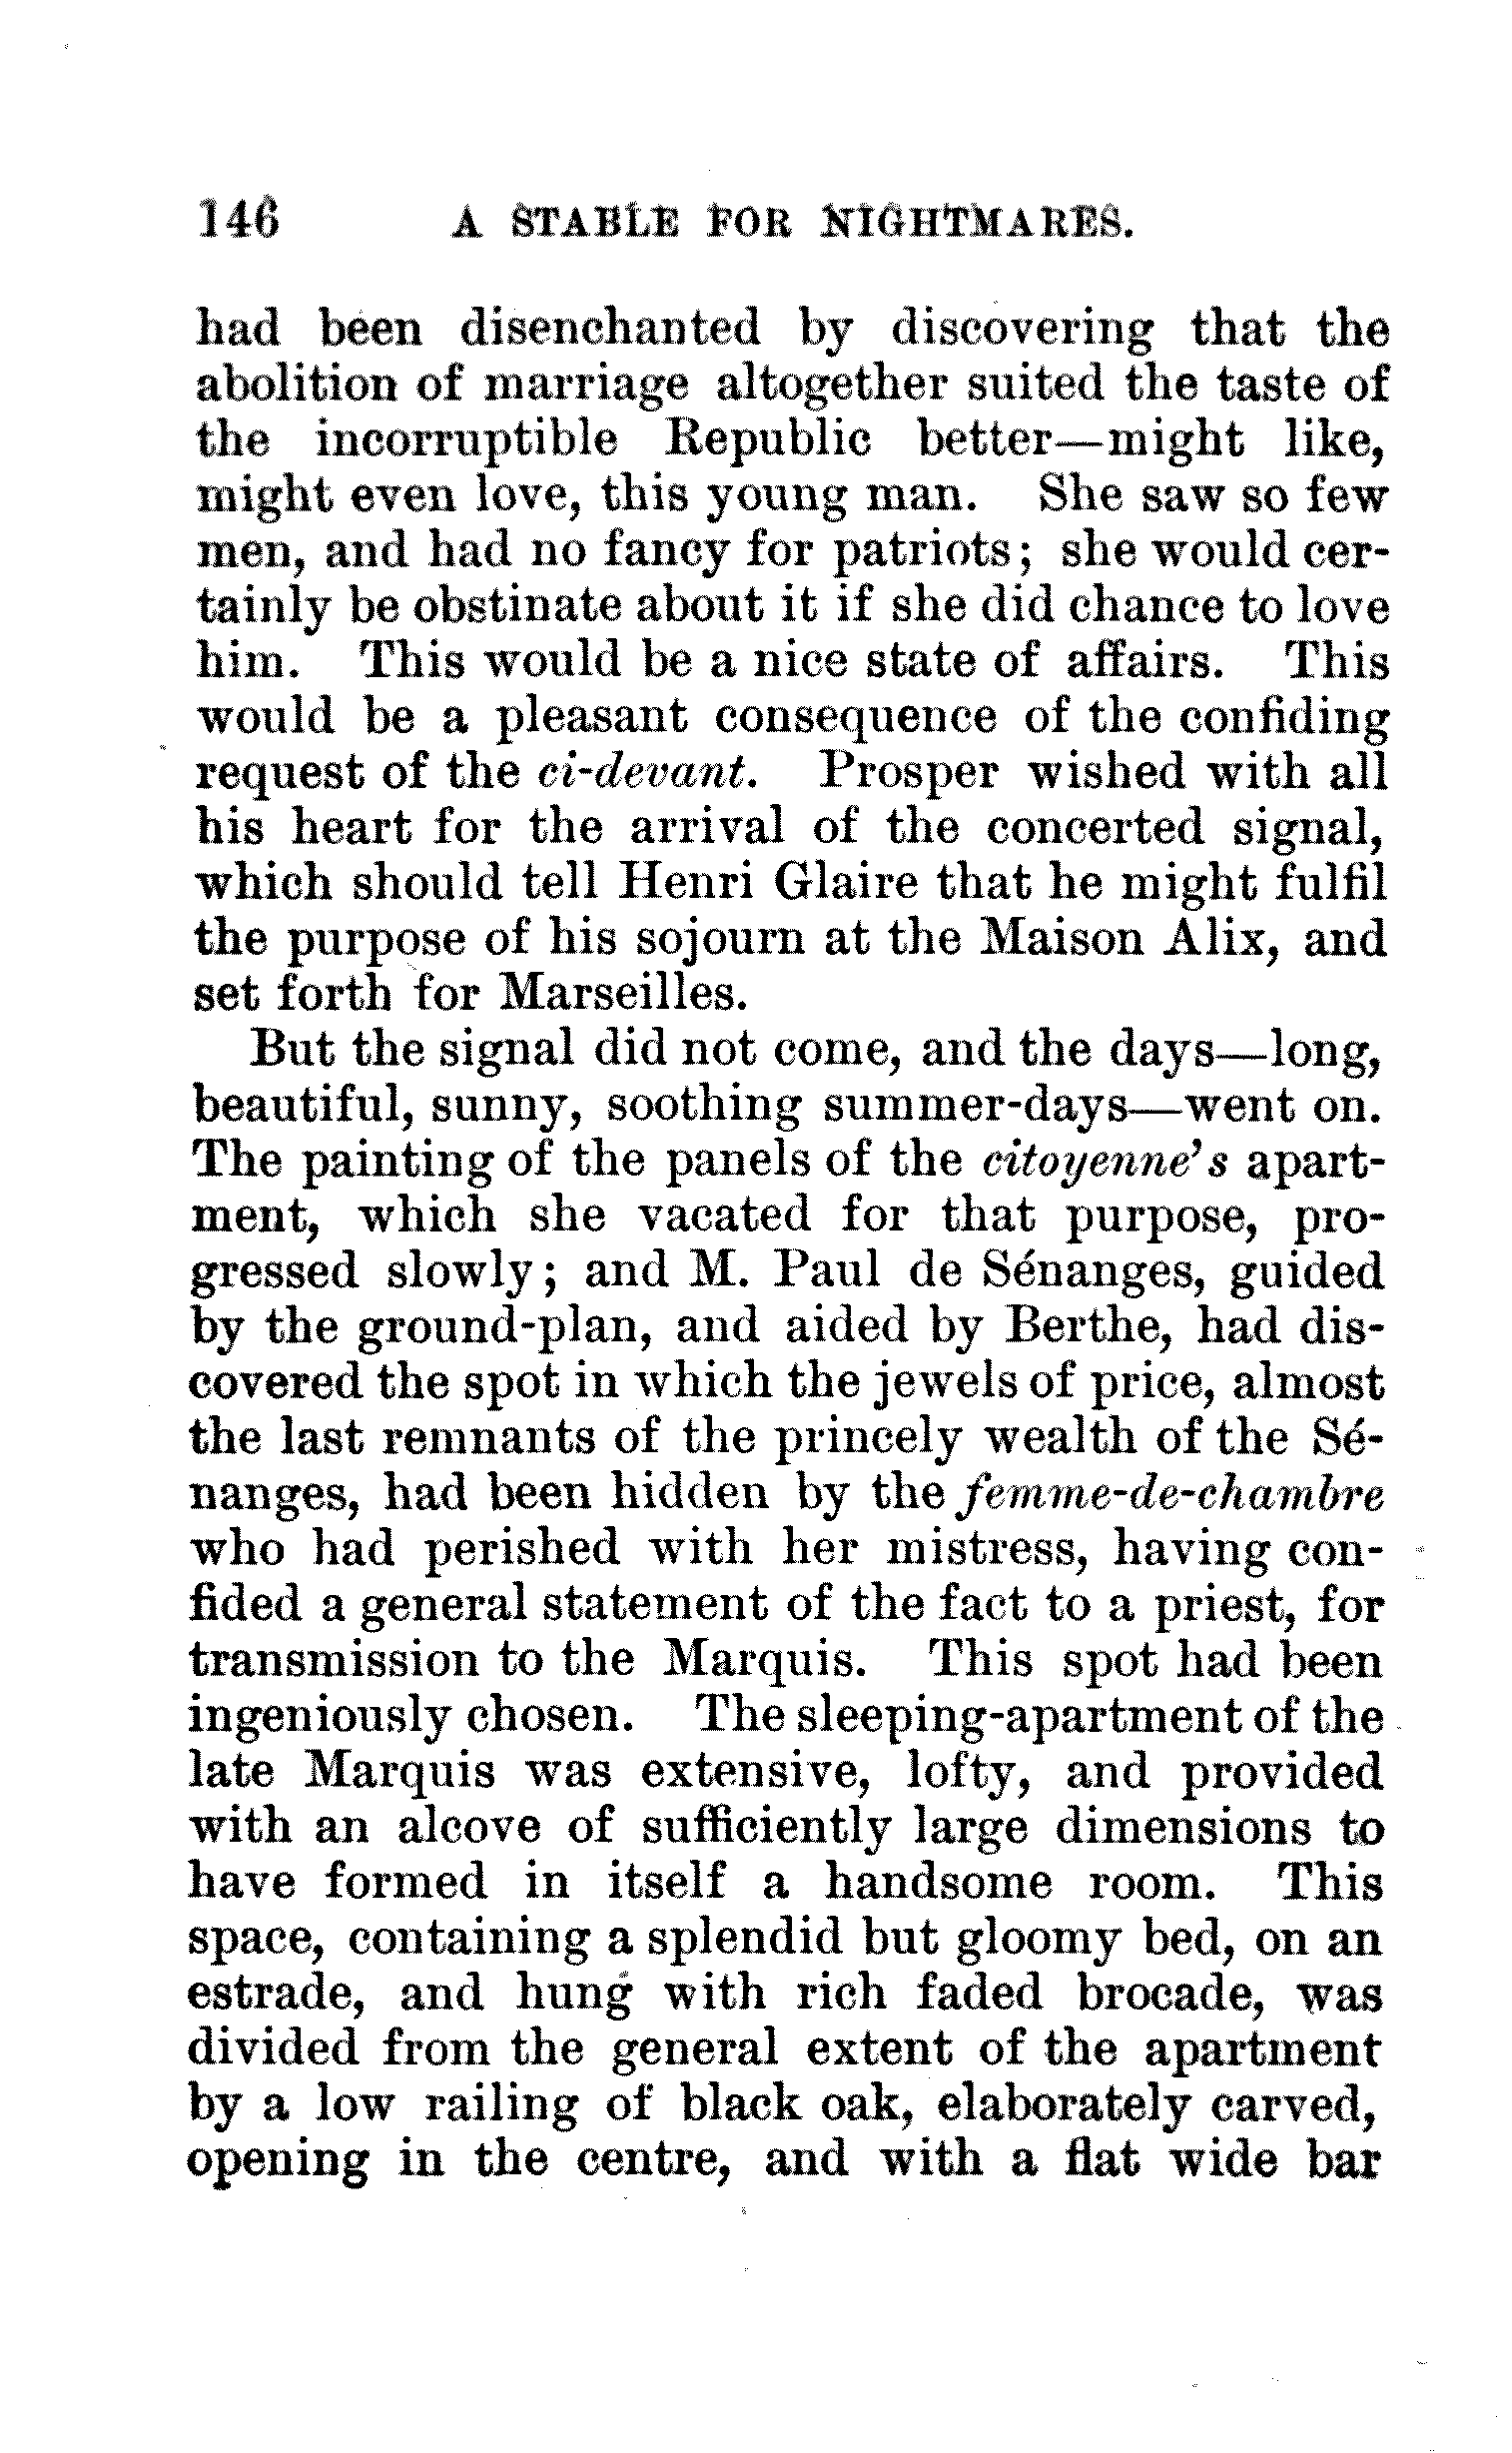 146 A STABLE FOR NIGHTMARES.
had been disenchanted by discovering that the
abolition of marriage altogether suited the taste of
the incorruptible Republic better—might like,
might even love, this young man. She saw so few
men, and had no fancy for patriots; she would cer-
tainly be obstinate about it if she did chance to love
him. This would be a nice state of affairs. This
would be a pleasant consequence of the confiding
request of the ci-devant. Prosper wished with all
his heart for the arrival of the concerted signal,
which should tell Henri Glaire that he might fulfil
the purpose of his sojourn at the Maison Alix, and
set forth for Marseilles.
But the signal did not come, and the days—long,
beautiful, sunny, soothing summer-days—went on.
The painting of the panels of the citoyenne's apart-
ment, which she vacated for that purpose, pro-
gressed slowly; and M. Paul de Sénanges, guided
by the ground-plan, and aided by Berthe, had dis-
covered the spot in which the jewels of price, almost
the last remnants of the princely wealth of the Sé-
nanges, had been hidden by the femme-de-chambre
who had perished with her mistress, having con-
fided a general statement of the fact to a priest, for
transmission to the Marquis. This spot had been
ingeniously chosen. The sleeping-apartment of the
late Marquis was extensive, lofty, and provided
with an alcove of sufficiently large dimensions to
have formed in itself a handsome room. This
space, containing a splendid but gloomy bed, on an
estrade, and hung with rich faded brocade, was
divided from the general extent of the apartment
by a low railing of black oak, elaborately carved,
opening in the centre, and with a flat wide bar